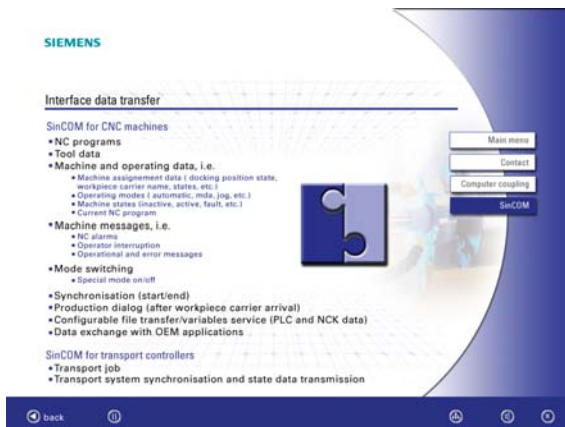 SIEMENS
Interface data transfer
SinCOM for CNC machines
• NC programs
• Tool data
• Machine and operating data, i.e.
• Machine assignement data ( docking position state,
workpiece carrier name, states, etc.)
• Operating modes ( automatic, mda, jog, etc.)
• Machine states (inactive, active, fault, etc.)
• Current NC program
• Machine messages, i.e.
• NC alarms
• Operator interruption
• Operational and error messages
• Mode switching
• Special mode on/off
• Synchronisation (start/end)
• Production dialog (after workpiece carrier arrival)
• Configurable file transfer/variables service (PLC and NCK data)
• Data exchange with OEM applications
SinCOM for transport controllers
• Transport job
• Transport system synchronisation and state data transmission
Main menu
Contact
Computer coupling
SinCOM
back